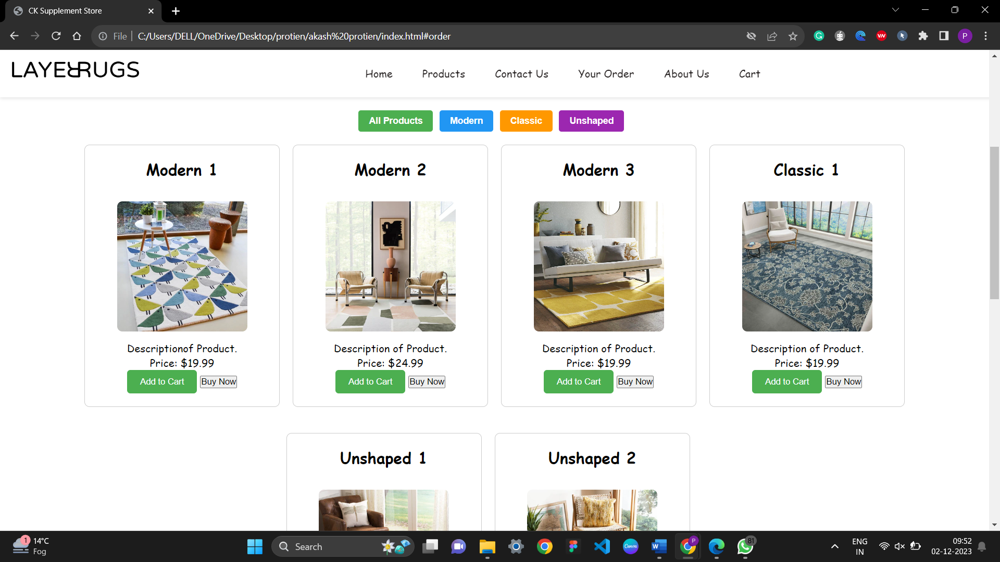 CK Supplement Store
File C:/Users/DELL/OneDrive/Desktop/protien/akash%20protien/index.html#order
P
LAYERRUGS
Home Products Contact Us Your Order About Us Cart
All Products Modern Classic Unshaped
Modern 1 Modern 2 Modern 3 Classic 1
Descriptionof Product. Description of Product. Description of Product. Description of Product.
Price: $19.99 Price: $24.99 Price: $19.99 Price: $19.99
Add to Cart Buy Now Add to Cart Buy Now Add to Cart Buy Now Add to Cart Buy Now
Unshaped 1 Unshaped 2
1 14°C
Fog
Search
Canva
W
P
81
ENG
IN
09:52
02-12-2023